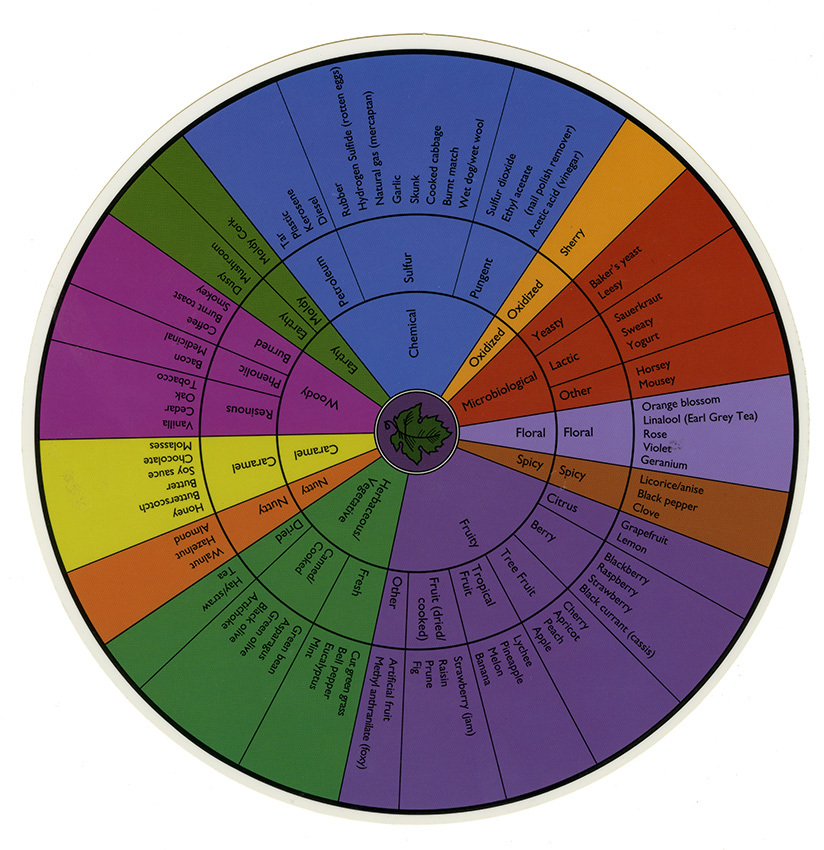 Chemical
Petroleum
Tar
Plastic
Kerosene
Diesel
Sulfur
Rubber
Hydrogen Sulfide (rotten eggs)
Natural gas (mercaptan)
Garlic
Skunk
Cooked cabbage
Burnt match
Wet dog/wet wool
Pungent
Sulfur dioxide
Ethyl acetate
(nail polish remover)
Acetic acid (vinegar)
Oxidized
Oxidized
Sherry
Microbiological
Yeasty
Baker's yeast
Leesy
Lactic
Sauerkraut
Sweaty
Yogurt
Other
Horsey
Mousey
Floral
Floral
Orange blossom
Linalool (Earl Grey Tea)
Rose
Violet
Geranium
Spicy
Spicy
Licorice/anise
Black pepper
Clove
Fruity
Citrus
Grapefruit
Lemon
Berry
Blackberry
Raspberry
Strawberry
Black currant (cassis)
Tree Fruit
Cherry
Apricot
Peach
Apple
Tropical
Fruit
Lychee
Pineapple
Melon
Banana
Fruit (dried/
cooked)
Strawberry (jam)
Raisin
Prune
Fig
Other
Artificial fruit
Methyl anthranilate (foxy)
Herbaceous/
Vegetative
Fresh
Cut green grass
Bell pepper
Eucalyptus
Mint
Canned/
Cooked
Green bean
Asparagus
Green olive
Black olive
Artichoke
Dried
Hay/straw
Tea
Nutty
Nutty
Walnut
Hazelnut
Almond
Caramel
Caramel
Honey
Butterscotch
Butter
Soy sauce
Chocolate
Molasses
Woody
Resinous
Vanilla
Cedar
Oak
Tobacco
Phenolic
Bacon
Medicinal
Burned
Coffee
Burnt toast
Smokey
Earthy
Earthy
Dusty
Mushroom
Moldy
Moldy Cork